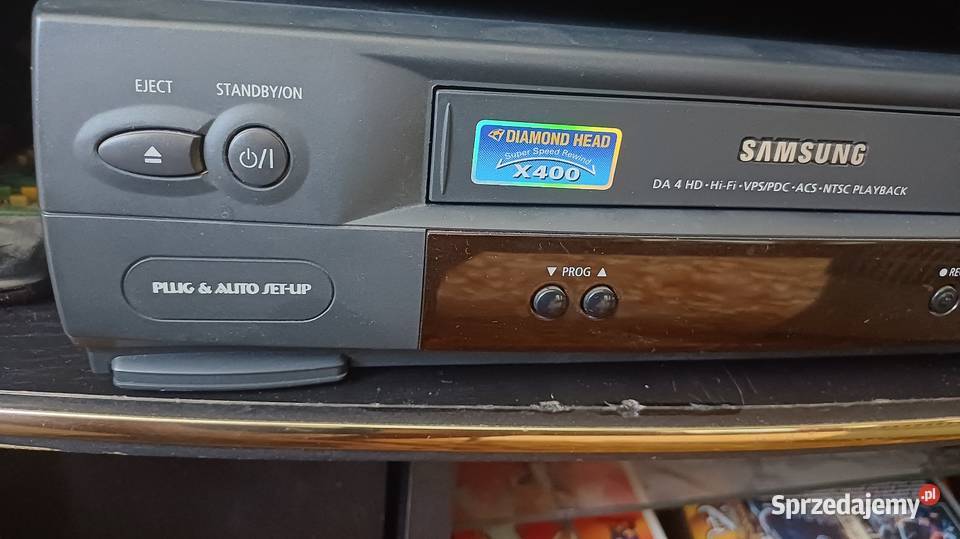 EJECT
STANDBY/ON
DIAMOND HEAD
Super Speed Rewind
X400
SAMSUNG
DA 4 HD • Hi-Fi • VPS/PDC • ACS • NTSC PLAYBACK
PLUG & AUTO SET-UP
▼ PROG ▲
● RE
Sprzedajemy.pl